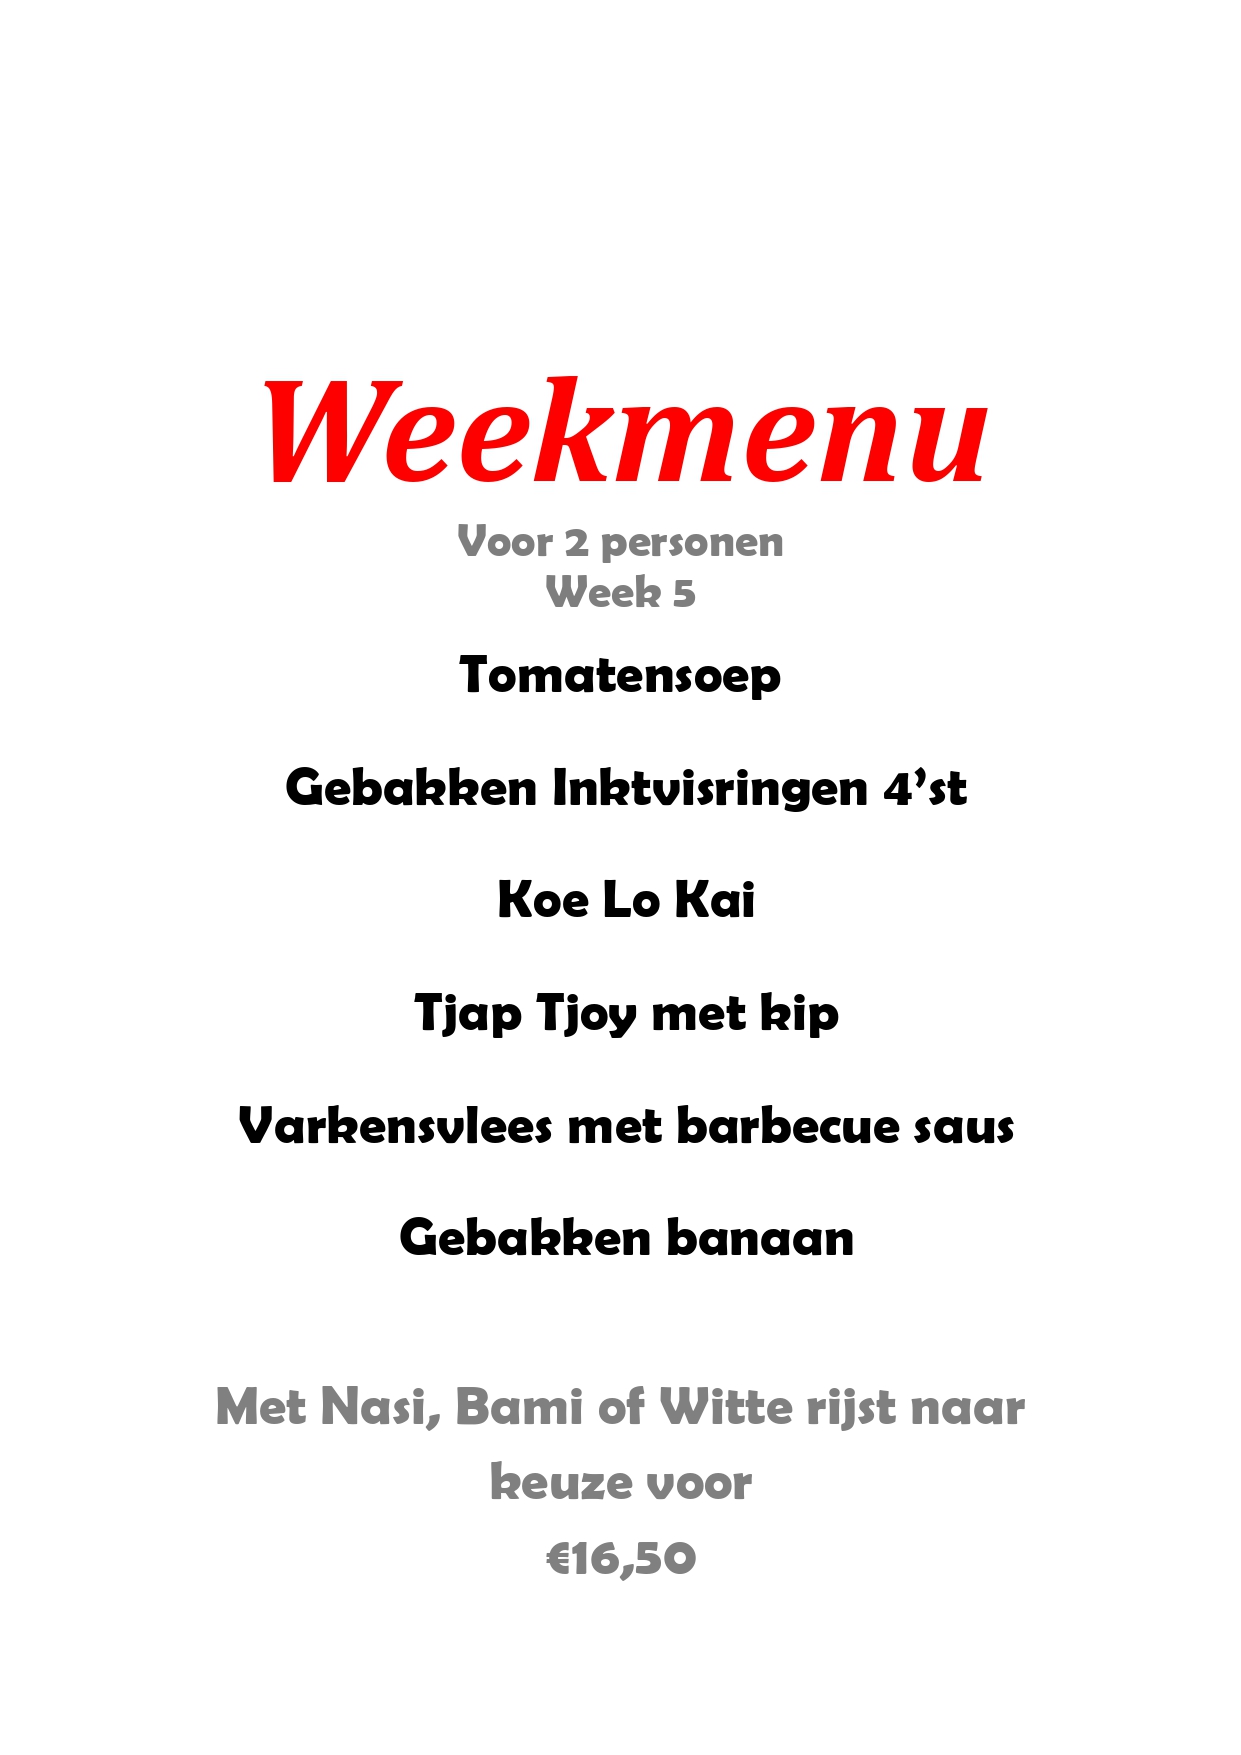 Weekmenu
Voor 2 personen
Week 5
Tomatensoep
Gebakken Inktvisringen 4’st
Koe Lo Kai
Tjap Tjoy met kip
Varkensvlees met barbecue saus
Gebakken banaan
Met Nasi, Bami of Witte rijst naar
keuze voor
€16,50